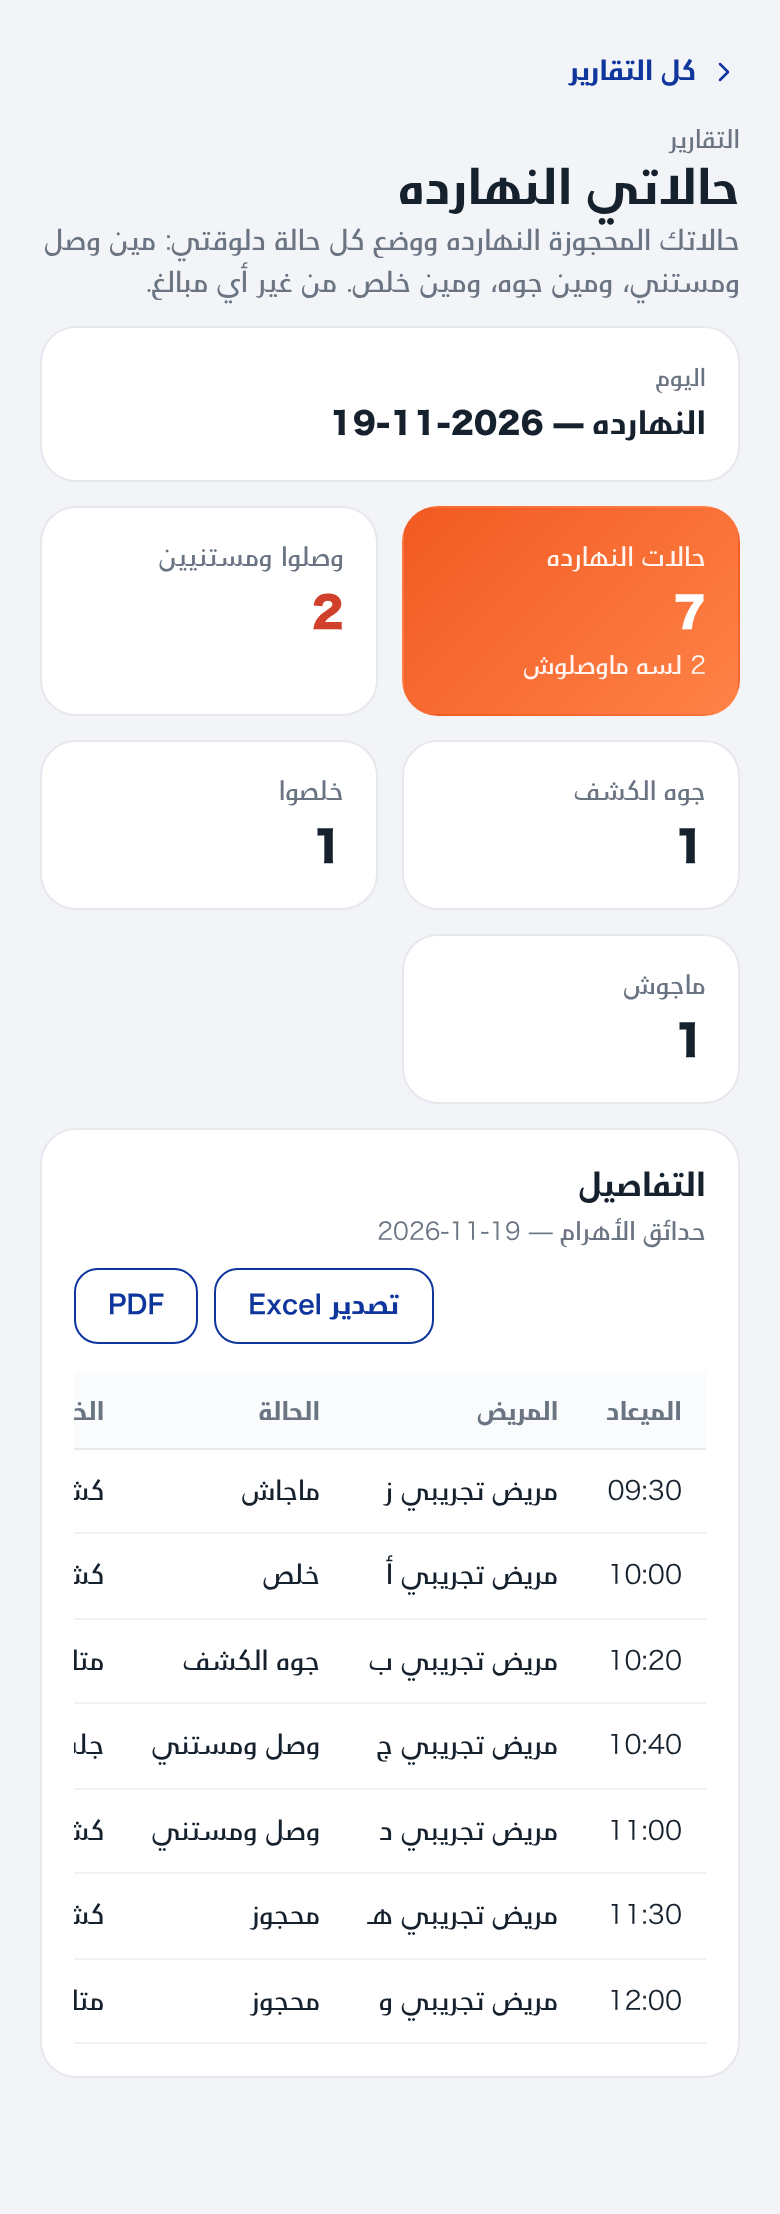 كل التقارير
التقارير
حالاتي النهارده
حالاتك المحجوزة النهارده ووضع كل حالة دلوقتي: مين وصل
ومستني، ومين جوه، ومين خلص. من غير أي مبالغ.
اليوم
النهارده — 2026-11-19
حالات النهارده
7
2 لسه ماوصلوش
وصلوا ومستنيين
2
جوه الكشف
1
خلصوا
1
ماجوش
1
التفاصيل
حدائق الأهرام — 2026-11-19
تصدير Excel PDF
الميعاد المريض الحالة
09:30 مريض تجريبي ز ماجاش
10:00 مريض تجريبي أ خلص
10:20 مريض تجريبي ب جوه الكشف
10:40 مريض تجريبي ج وصل ومستني
11:00 مريض تجريبي د وصل ومستني
11:30 مريض تجريبي هـ محجوز
12:00 مريض تجريبي و محجوز